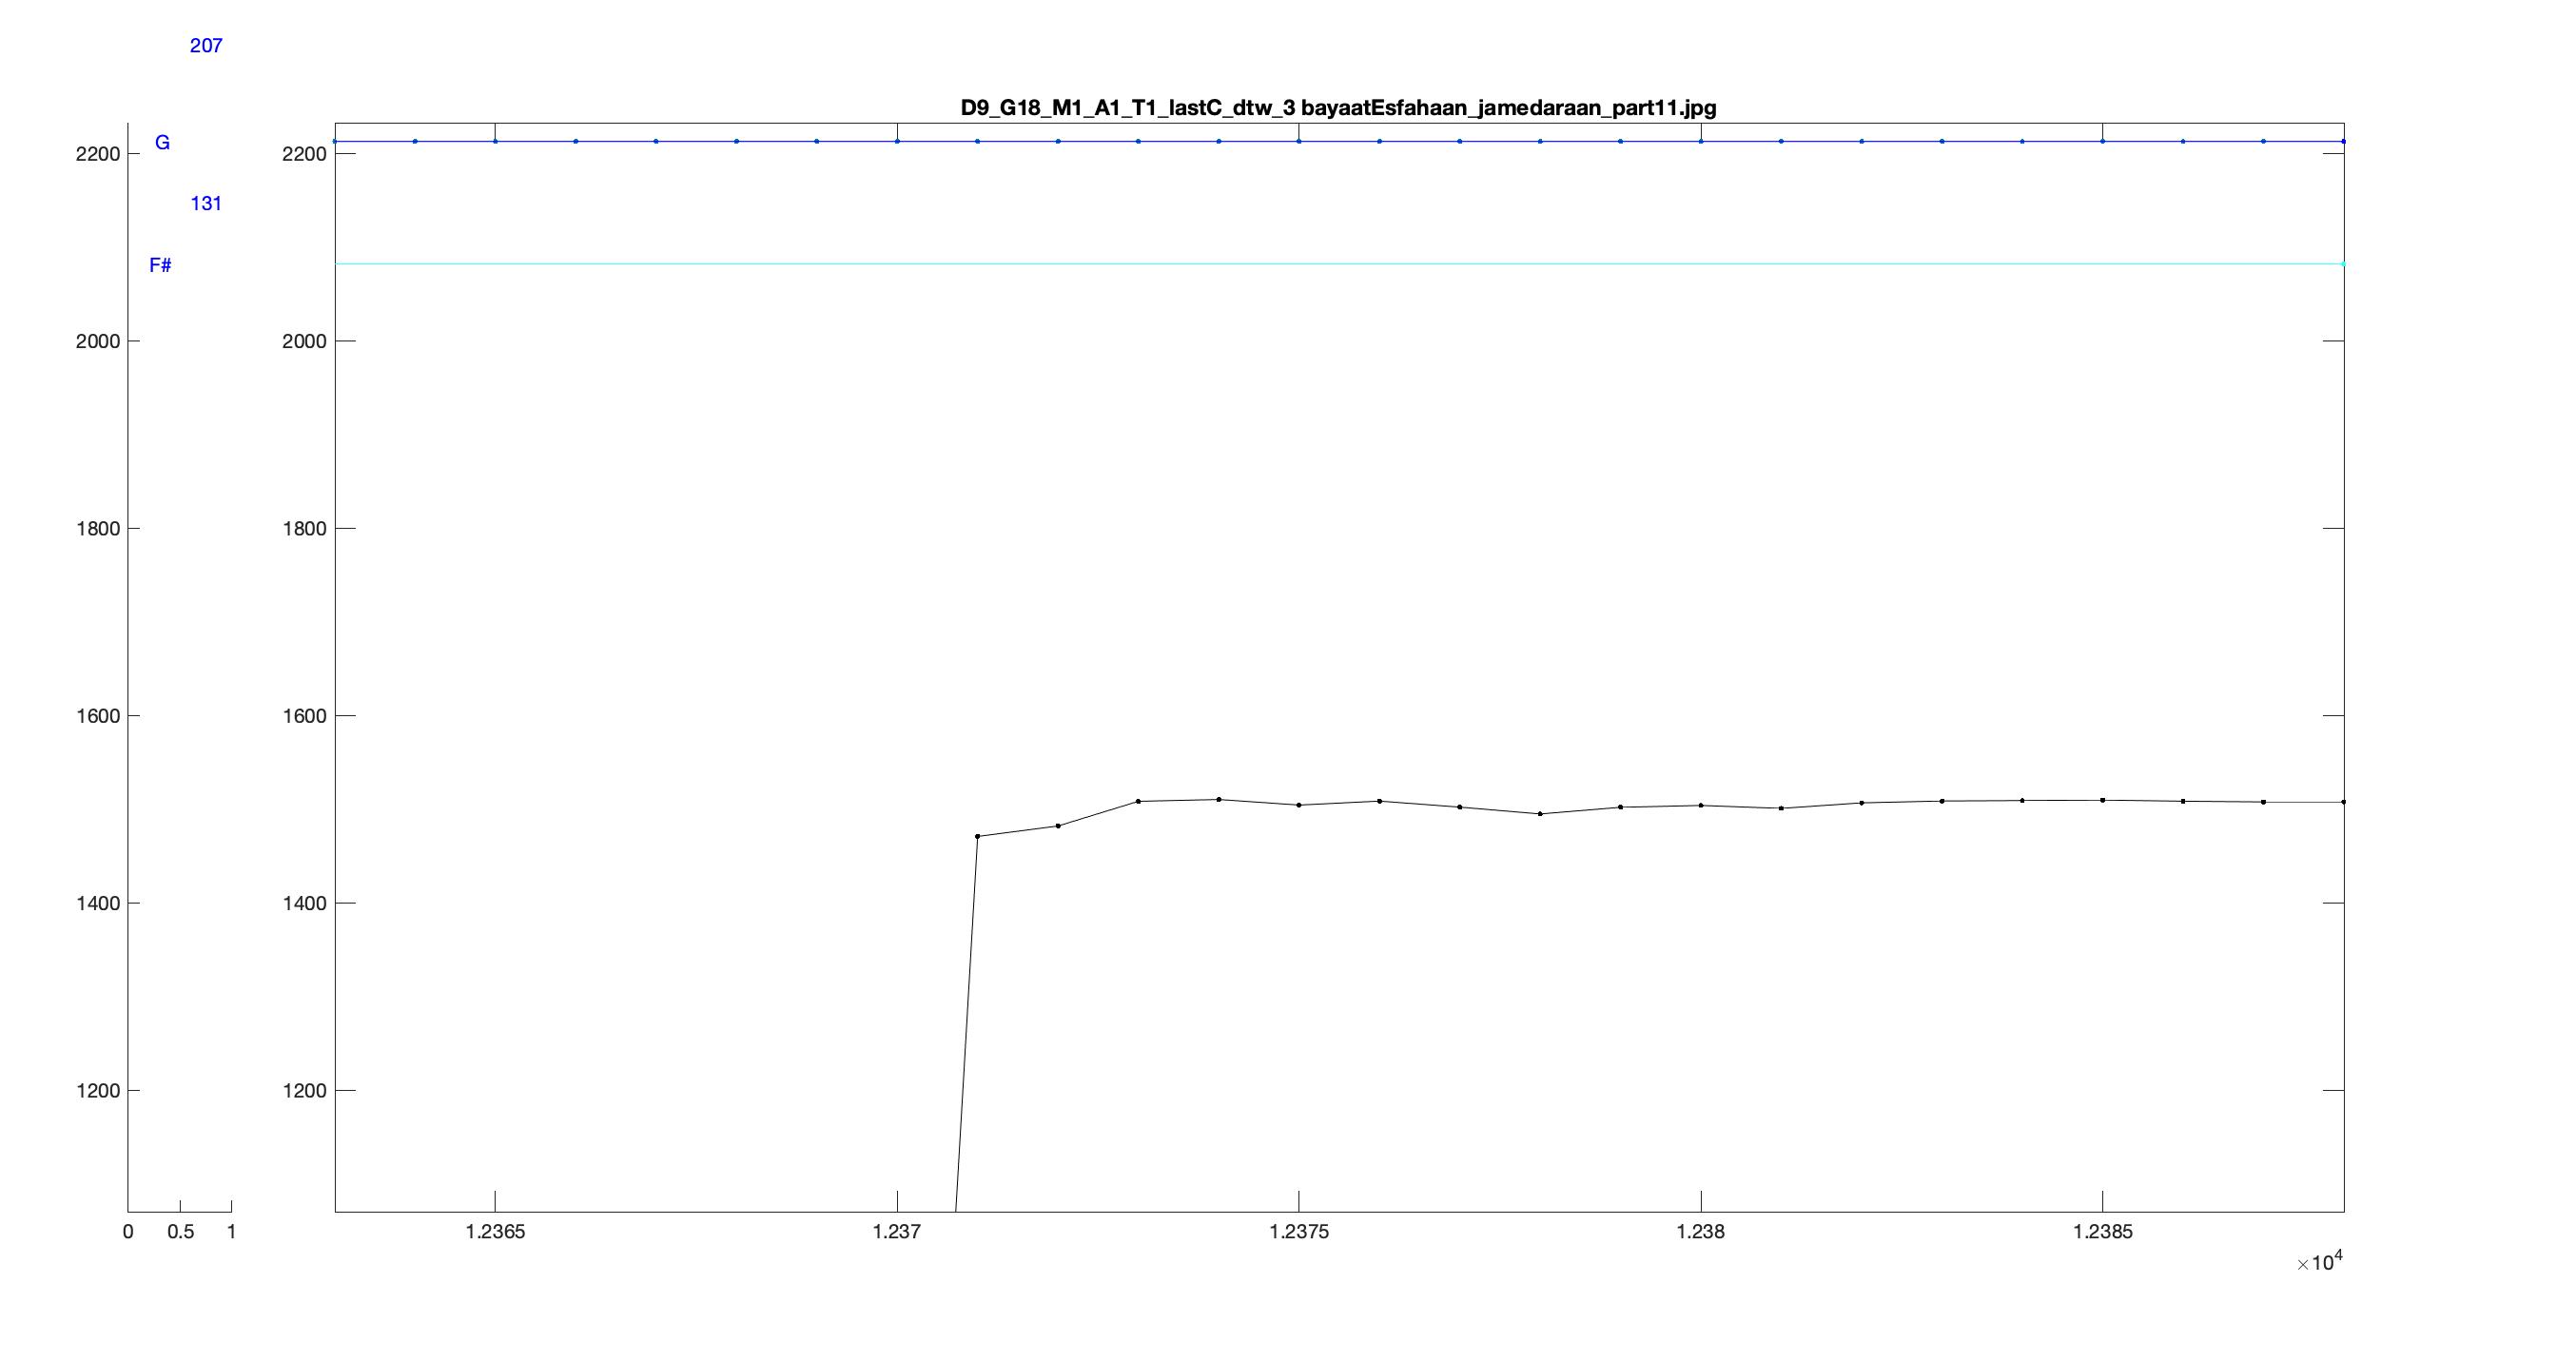 207
D9_G18_M1_A1_T1_lastC_dtw_3 bayaatEsfahaan_jamedaraan_part11.jpg
G
2200 2200
131
F#
2000 2000
1800 1800
1600 1600
1400 1400
1200 1200
0 0.5 1 1.2365 1.237 1.2375 1.238 1.2385
×10⁴